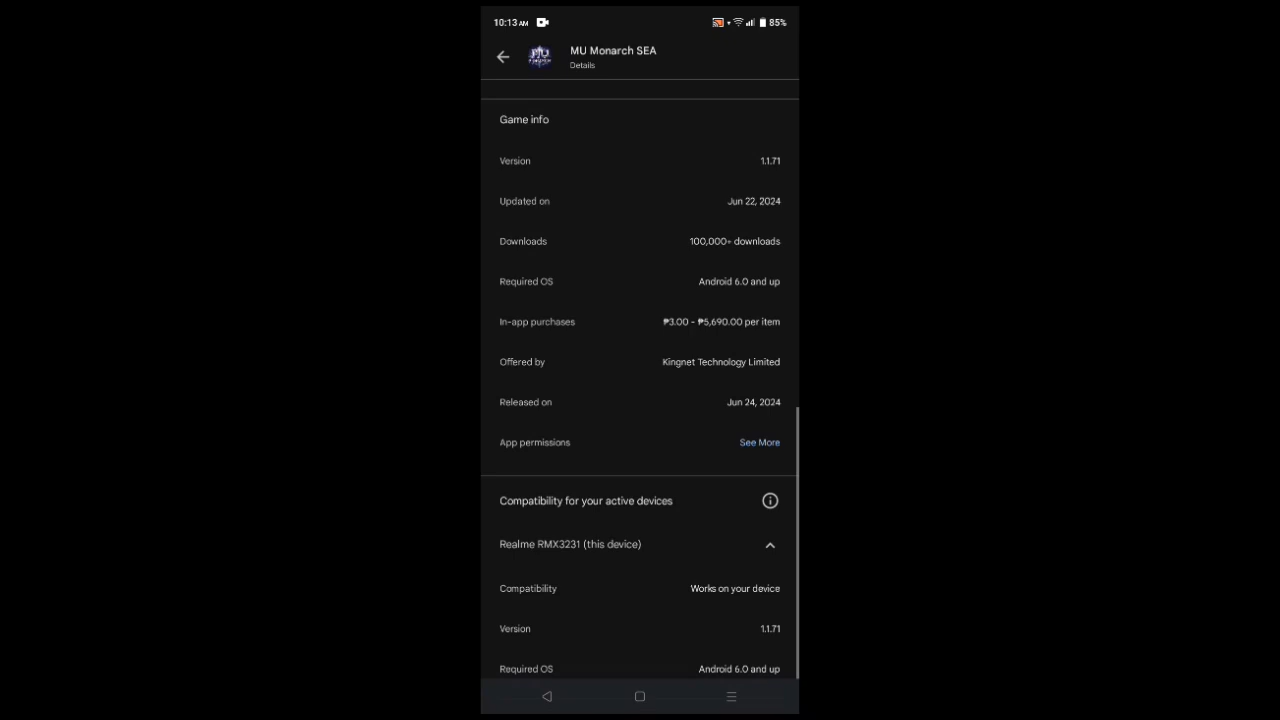 10:13 AM 85%
MU Monarch SEA
Details
Game info
Version 1.1.71
Updated on Jun 22, 2024
Downloads 100,000+ downloads
Required OS Android 6.0 and up
In-app purchases ₱3.00 - ₱5,690.00 per item
Offered by Kingnet Technology Limited
Released on Jun 24, 2024
App permissions See More
Compatibility for your active devices
Realme RMX3231 (this device)
Compatibility Works on your device
Version 1.1.71
Required OS Android 6.0 and up